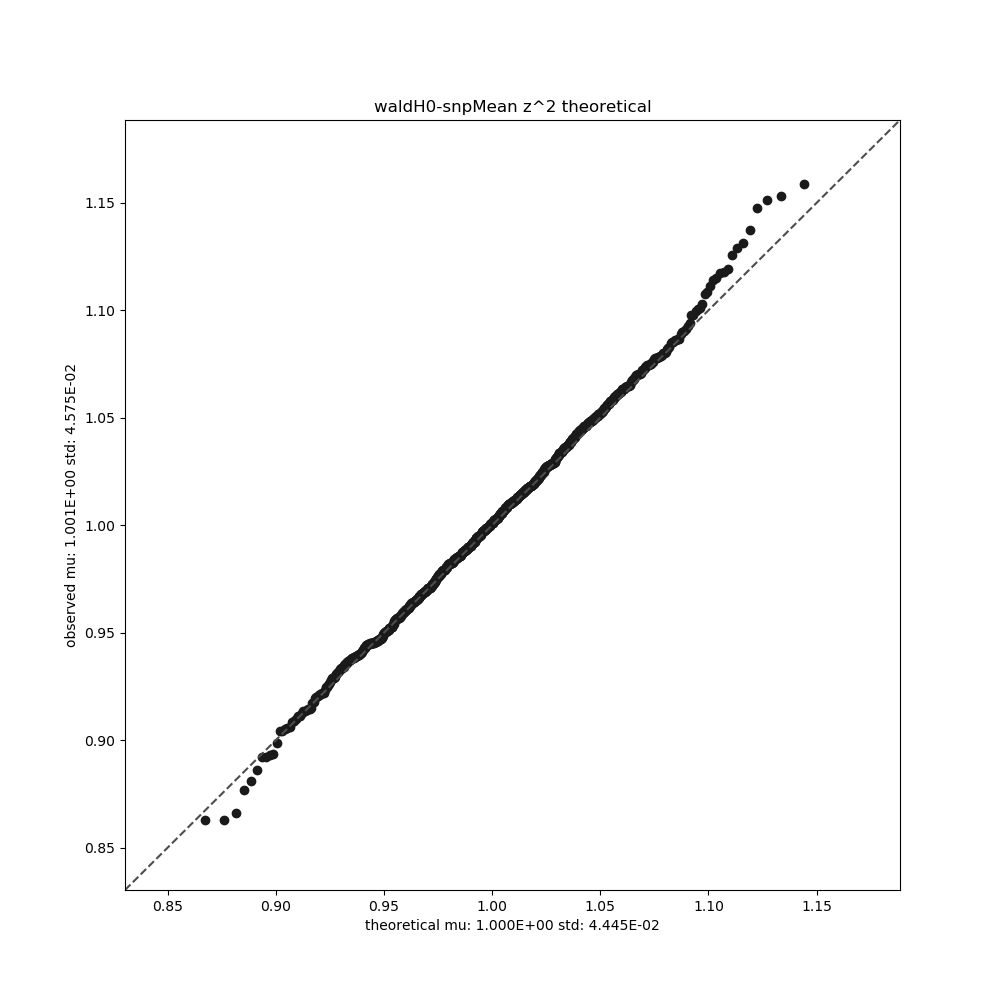 waldH0-snpMean z^2 theoretical
1.15
1.10
1.05
1.00
0.95
0.90
0.85
observed mu: 1.001E+00 std: 4.575E-02
0.85 0.90 0.95 1.00 1.05 1.10 1.15
theoretical mu: 1.000E+00 std: 4.445E-02